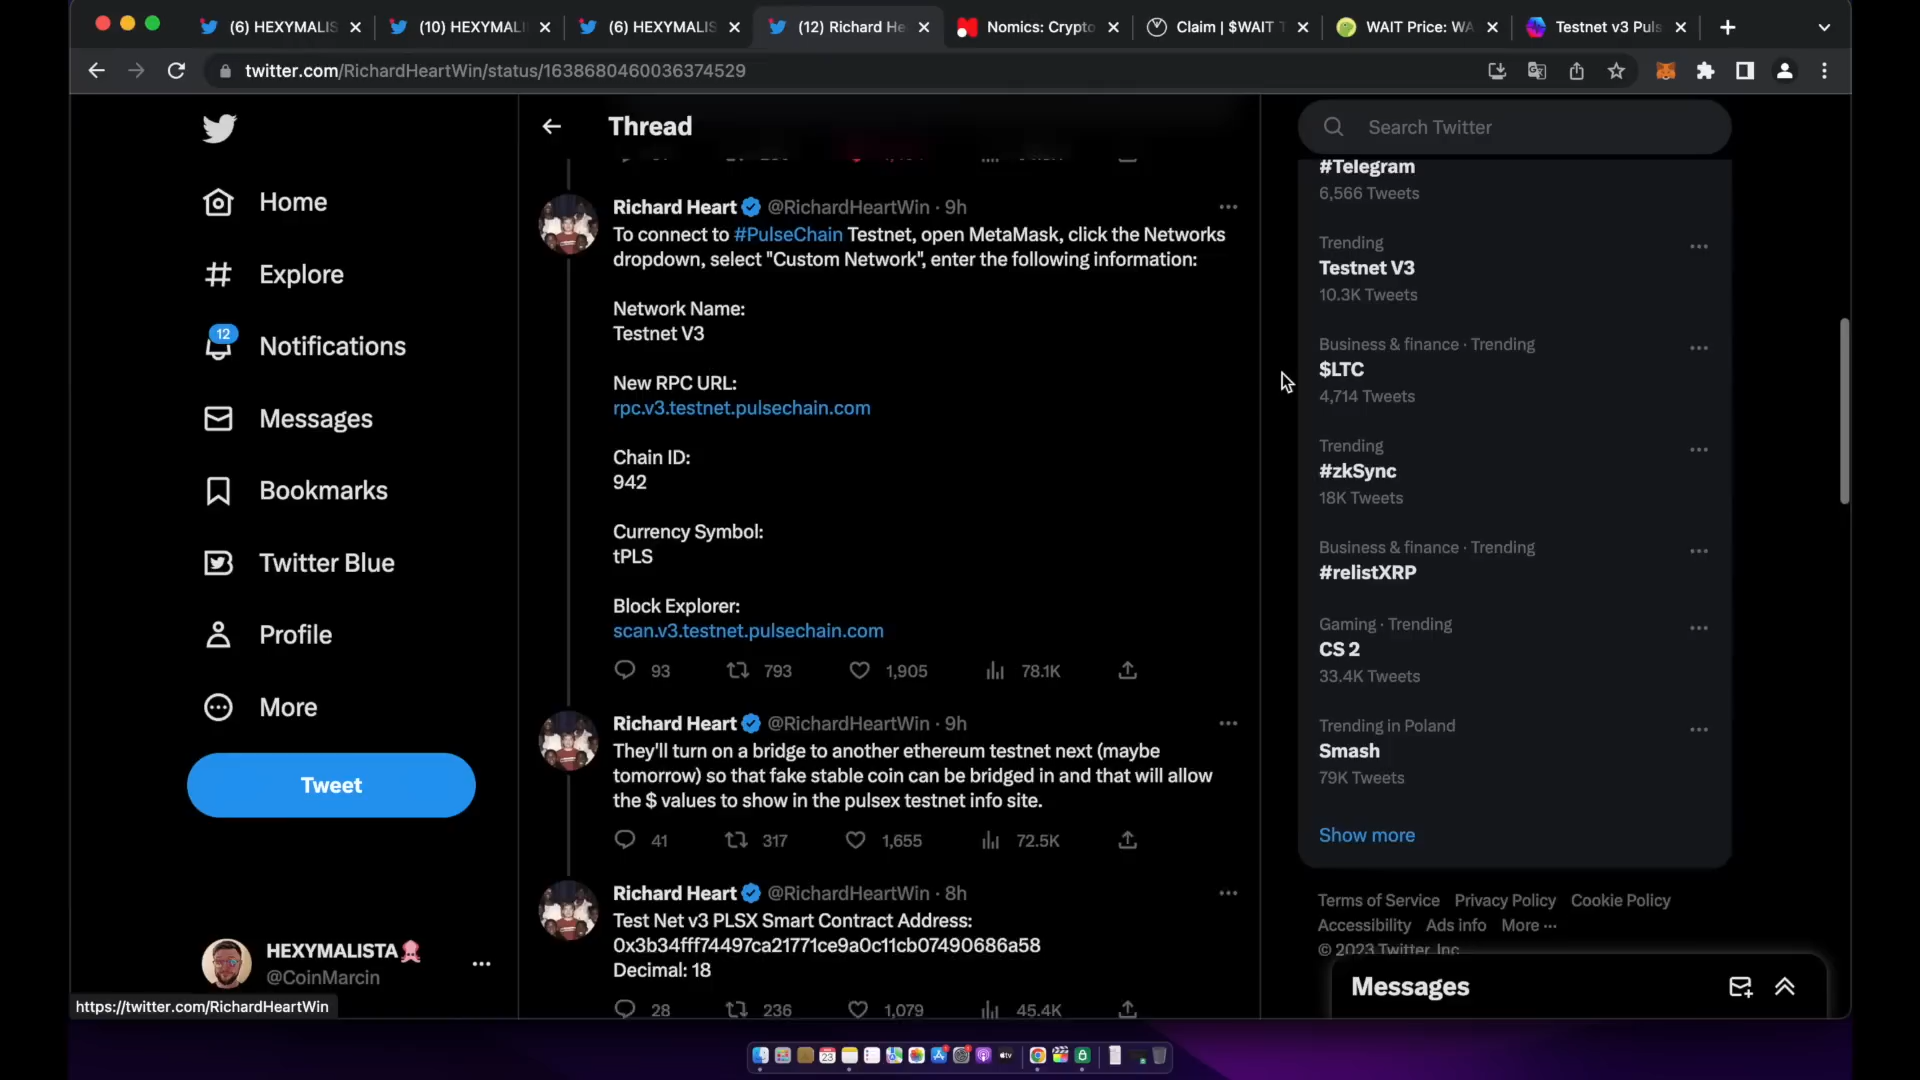 (6) HEXYMALIS
(10) HEXYMALI
(6) HEXYMALIS
(12) Richard He
Nomics: Crypto
Claim | $WAIT T
WAIT Price: WA
Testnet v3 Puls
twitter.com/RichardHeartWin/status/1638680460036374529
Home
Explore
12
Notifications
Messages
Bookmarks
Twitter Blue
Profile
More
Tweet
HEXYMALISTA
@CoinMarcin
https://twitter.com/RichardHeartWin
Thread
Richard Heart @RichardHeartWin · 9h
To connect to #PulseChain Testnet, open MetaMask, click the Networks
dropdown, select "Custom Network", enter the following information:
Network Name:
Testnet V3
New RPC URL:
rpc.v3.testnet.pulsechain.com
Chain ID:
942
Currency Symbol:
tPLS
Block Explorer:
scan.v3.testnet.pulsechain.com
93 793 1,905 78.1K
Richard Heart @RichardHeartWin · 9h
They'll turn on a bridge to another ethereum testnet next (maybe
tomorrow) so that fake stable coin can be bridged in and that will allow
the $ values to show in the pulsex testnet info site.
41 317 1,655 72.5K
Richard Heart @RichardHeartWin · 8h
Test Net v3 PLSX Smart Contract Address:
0x3b34fff74497ca21771ce9a0c11cb07490686a58
Decimal: 18
28 236 1,079 45.4K
Search Twitter
#Telegram
6,566 Tweets
Trending
Testnet V3
10.3K Tweets
Business & finance · Trending
$LTC
4,714 Tweets
Trending
#zkSync
18K Tweets
Business & finance · Trending
#relistXRP
Gaming · Trending
CS 2
33.4K Tweets
Trending in Poland
Smash
79K Tweets
Show more
Terms of Service Privacy Policy Cookie Policy
Accessibility Ads info More ...
© 2023 Twitter, Inc.
Messages
23